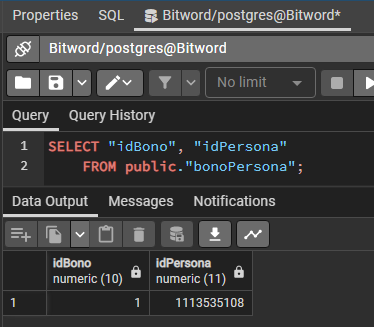 Properties SQL Bitword/postgres@Bitword*
Bitword/postgres@Bitword
No limit
Query Query History
1 SELECT "idBono", "idPersona"
2 FROM public."bonoPersona";
Data Output Messages Notifications
idBono idPersona
numeric (10) numeric (11)
1 1 1113535108